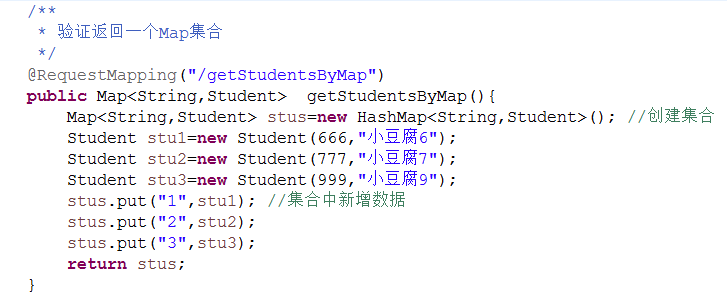 /**
 * 验证返回一个Map集合
 */
@RequestMapping("/getStudentsByMap")
public Map<String,Student>  getStudentsByMap(){
    Map<String,Student> stus=new HashMap<String,Student>(); //创建集合
    Student stu1=new Student(666,"小豆腐6");
    Student stu2=new Student(777,"小豆腐7");
    Student stu3=new Student(999,"小豆腐9");
    stus.put("1",stu1); //集合中新增数据
    stus.put("2",stu2);
    stus.put("3",stu3);
    return stus;
}